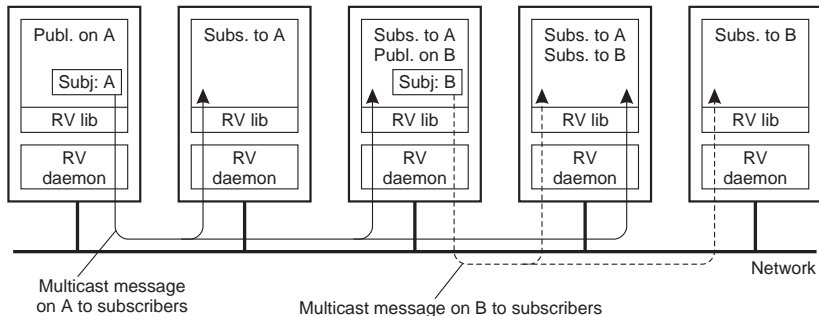 Publ. on A
Subj: A
RV lib
RV
daemon
Subs. to A
RV lib
RV
daemon
Subs. to A
Publ. on B
Subj: B
RV lib
RV
daemon
Subs. to A
Subs. to B
RV lib
RV
daemon
Subs. to B
RV lib
RV
daemon
Network
Multicast message
on A to subscribers
Multicast message on B to subscribers